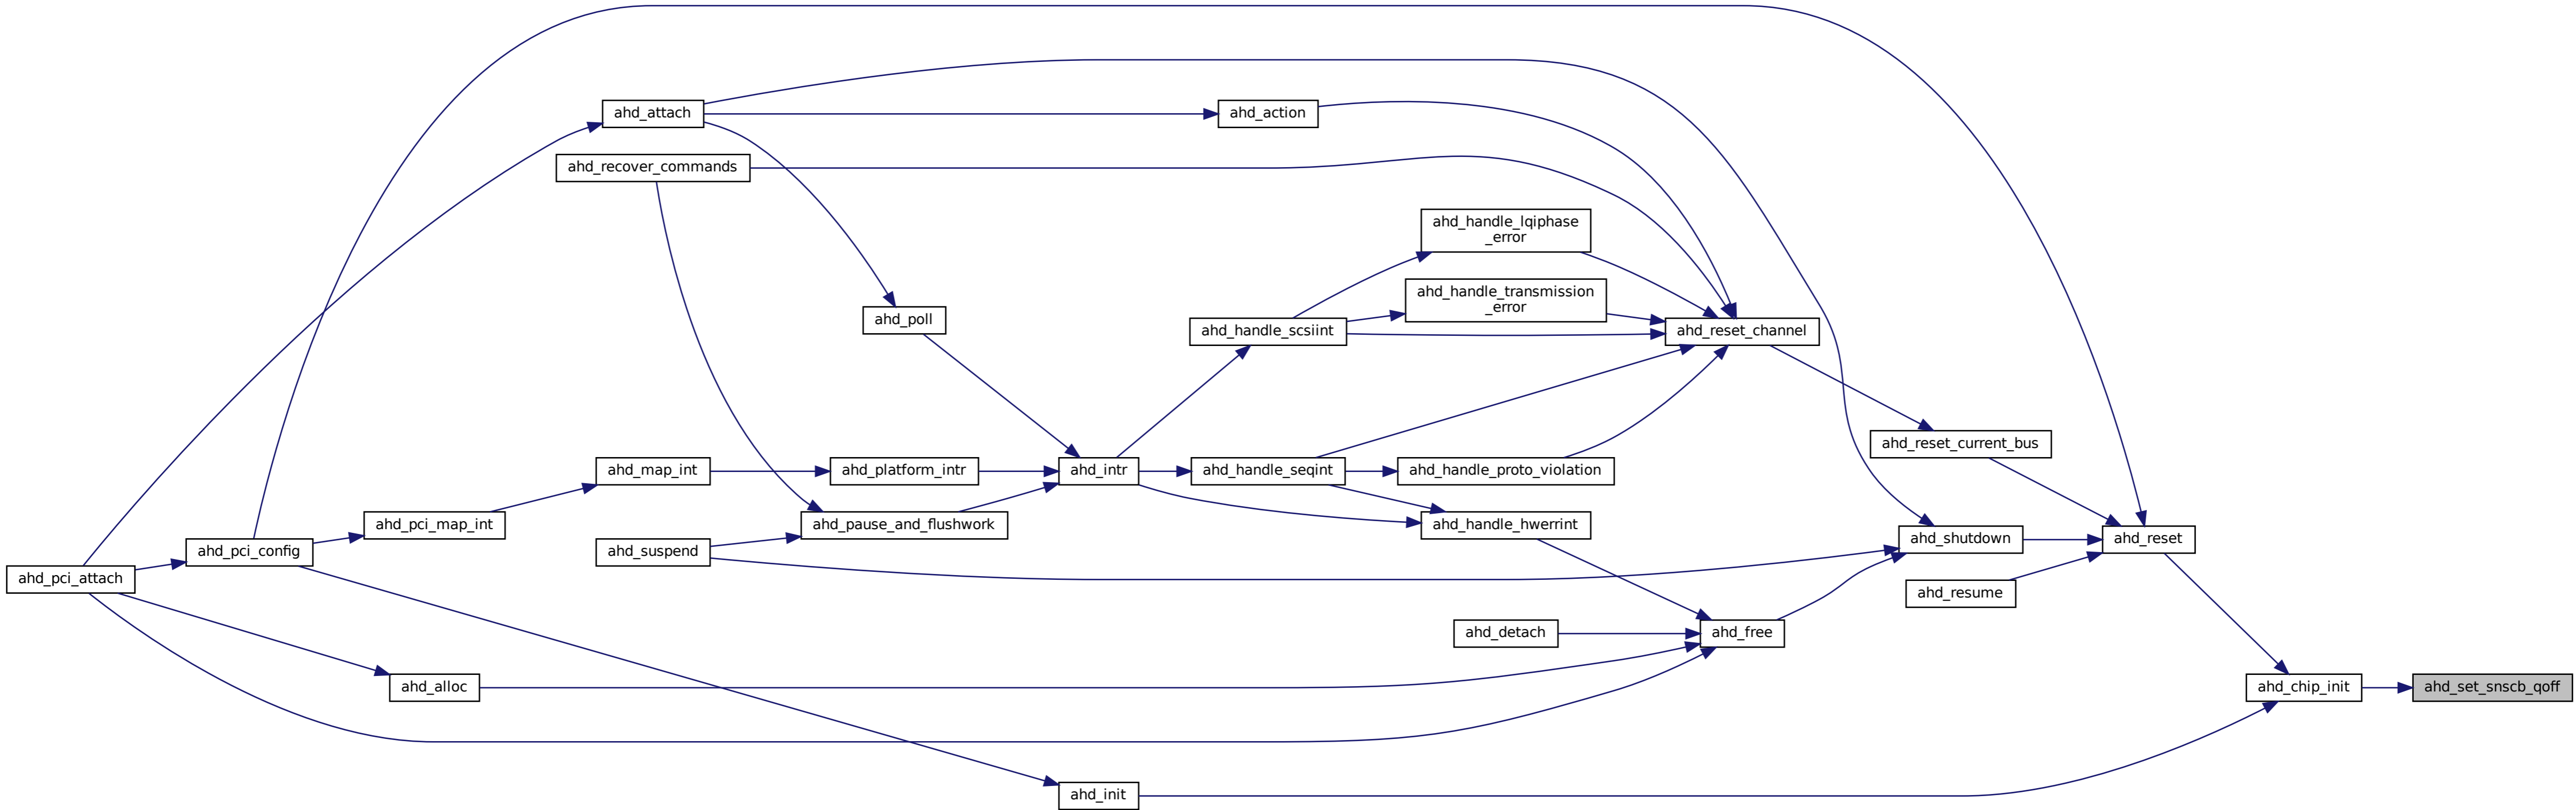 ahd_attach
ahd_action
ahd_recover_commands
ahd_handle_lqiphase
_error
ahd_handle_transmission
_error
ahd_poll
ahd_handle_scsiint
ahd_reset_channel
ahd_reset_current_bus
ahd_map_int
ahd_platform_intr
ahd_intr
ahd_handle_seqint
ahd_handle_proto_violation
ahd_pci_map_int
ahd_pause_and_flushwork
ahd_handle_hwerrint
ahd_shutdown
ahd_reset
ahd_pci_config
ahd_suspend
ahd_pci_attach
ahd_resume
ahd_detach
ahd_free
ahd_alloc
ahd_chip_init
ahd_set_snscb_qoff
ahd_init